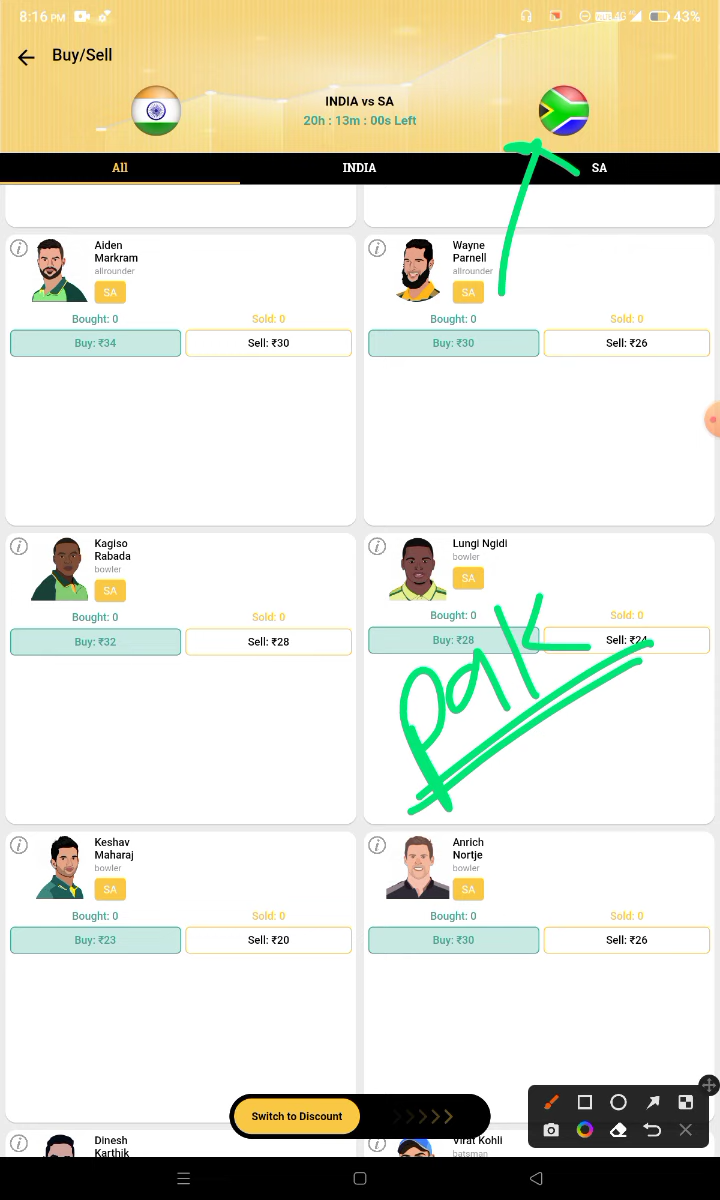 8:16 PM 4G 43%
Buy/Sell
INDIA vs SA
20h : 13m : 00s Left
All INDIA SA
Aiden Markram
allrounder
SA
Bought: 0 Sold: 0
Buy: ₹34 Sell: ₹30
Wayne Parnell
allrounder
SA
Bought: 0 Sold: 0
Buy: ₹30 Sell: ₹26
Kagiso Rabada
bowler
SA
Bought: 0 Sold: 0
Buy: ₹32 Sell: ₹28
Lungi Ngidi
bowler
SA
Bought: 0 Sold: 0
Buy: ₹28 Sell: ₹24
pak
Keshav Maharaj
bowler
SA
Bought: 0 Sold: 0
Buy: ₹23 Sell: ₹20
Anrich Nortje
bowler
SA
Bought: 0 Sold: 0
Buy: ₹30 Sell: ₹26
Switch to Discount
Dinesh Karthik
Virat Kohli
batsman